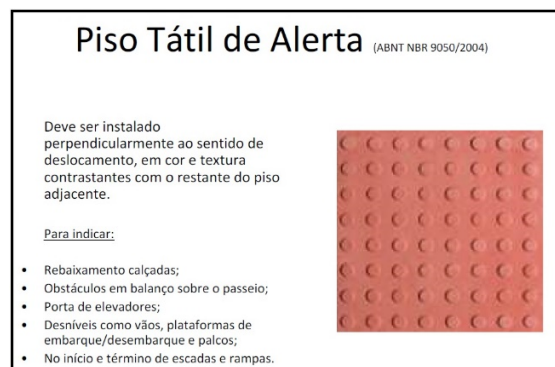 Piso Tátil de Alerta (ABNT NBR 9050/2004)
Deve ser instalado
perpendicularmente ao sentido de
deslocamento, em cor e textura
contrastantes com o restante do piso
adjacente.
Para indicar:
• Rebaixamento calçadas;
• Obstáculos em balanço sobre o passeio;
• Porta de elevadores;
• Desníveis como vãos, plataformas de
embarque/desembarque e palcos;
• No início e término de escadas e rampas.